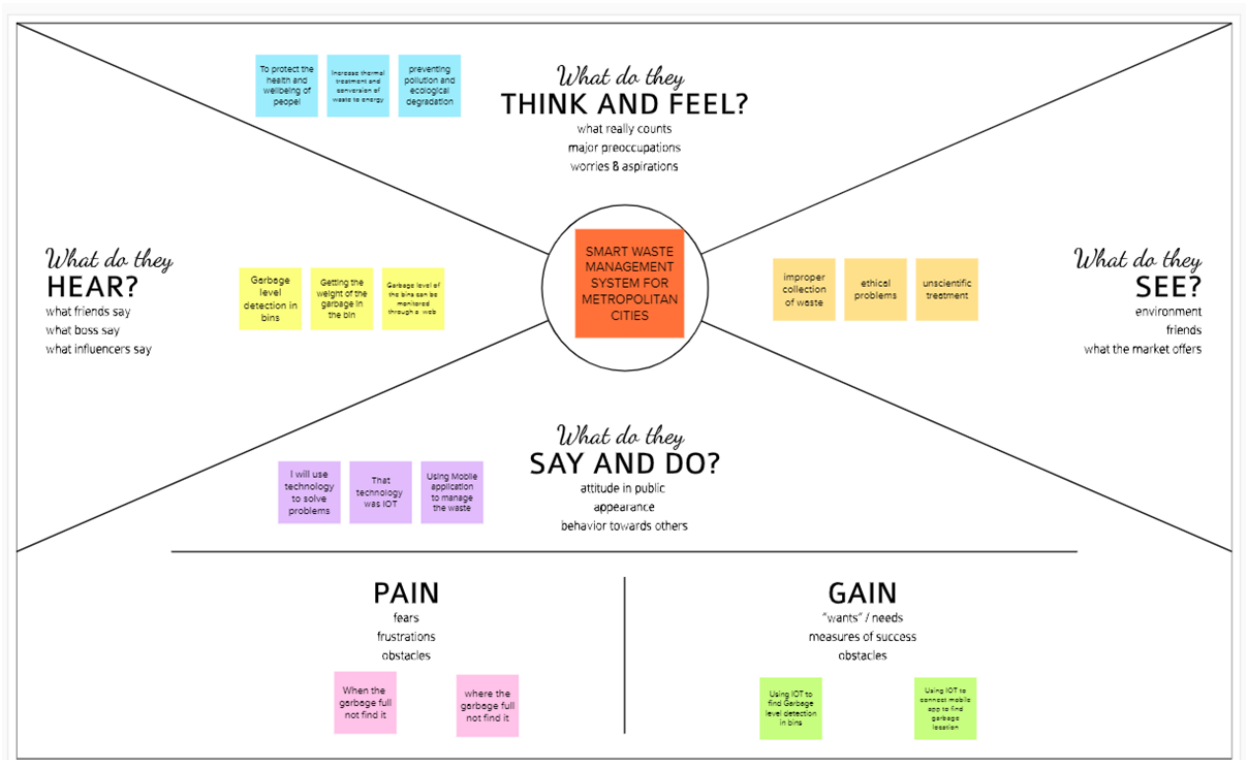 To protect the
health and
wellbeing of
peopel
Increase thermal
treatment and
conversion of
waste to energy
preventing
pollution and
ecological
degradation
What do they
THINK AND FEEL?
what really counts
major preoccupations
worries & aspirations
What do they
HEAR?
what friends say
what boss say
what influencers say
Garbage
level
detection in
bins
Getting the
weight of the
garbage in
the bin
Garbage level of
the bins can be
monitored
through a web
SMART WASTE
MANAGEMENT
SYSTEM FOR
METROPOLITAN
CITIES
improper
collection
of waste
ethical
problems
unscientific
treatment
What do they
SEE?
environment
friends
what the market offers
What do they
SAY AND DO?
attitude in public
appearance
behavior towards others
I will use
technology
to solve
problems
That
technology
was IOT
Using Mobile
application
to manage
the waste
PAIN
fears
frustrations
obstacles
When the
garbage full
not find it
where the
garbage full
not find it
GAIN
"wants" / needs
measures of success
obstacles
Using IOT to
find Garbage
level detection
in bins
Using IOT to
connect mobile
app to find
garbage
location